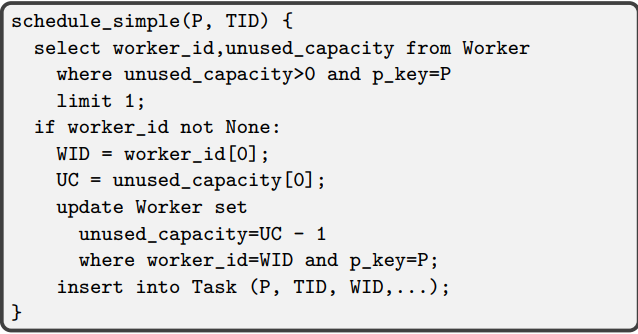 schedule_simple(P, TID) {
  select worker_id,unused_capacity from Worker
    where unused_capacity>0 and p_key=P
    limit 1;
  if worker_id not None:
    WID = worker_id[0];
    UC = unused_capacity[0];
    update Worker set
      unused_capacity=UC - 1
      where worker_id=WID and p_key=P;
    insert into Task (P, TID, WID,...);
}